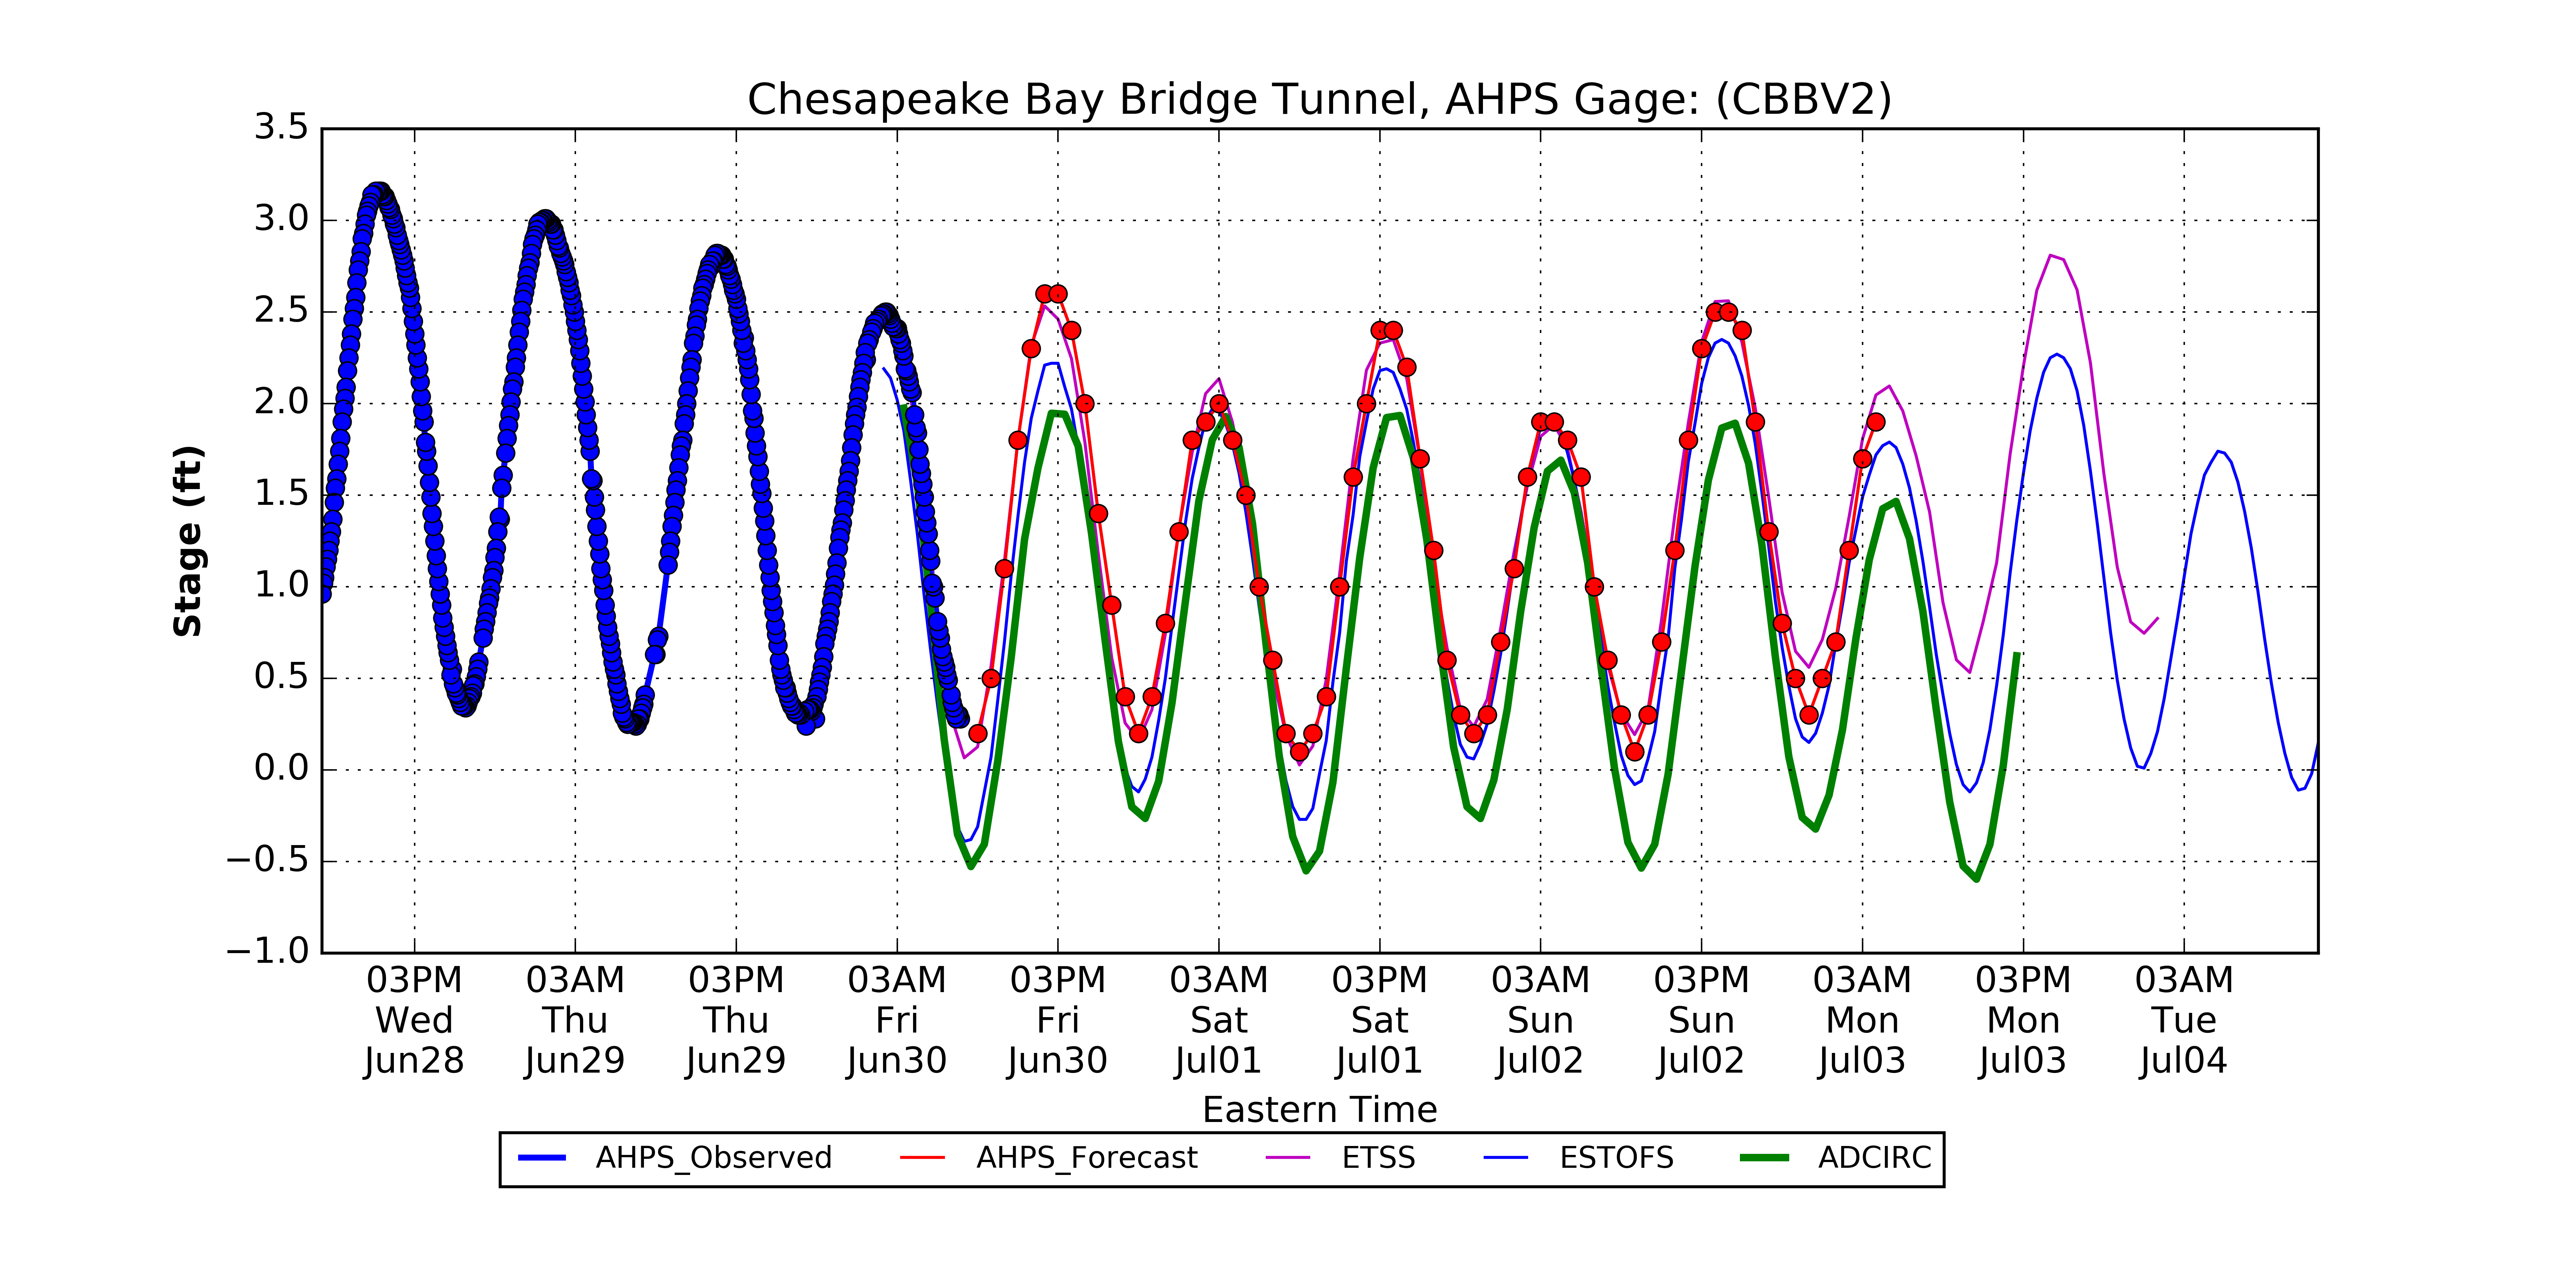 Chesapeake Bay Bridge Tunnel, AHPS Gage: (CBBV2)
3.5
3.0
2.5
2.0
1.5
1.0
0.5
0.0
−0.5
−1.0
Stage (ft)
03PM 03AM 03PM 03AM 03PM 03AM 03PM 03AM 03PM 03AM 03PM 03AM
Wed Thu Thu Fri Fri Sat Sat Sun Sun Mon Mon Tue
Jun28 Jun29 Jun29 Jun30 Jun30 Jul01 Jul01 Jul02 Jul02 Jul03 Jul03 Jul04
Eastern Time
AHPS_Observed AHPS_Forecast ETSS ESTOFS ADCIRC